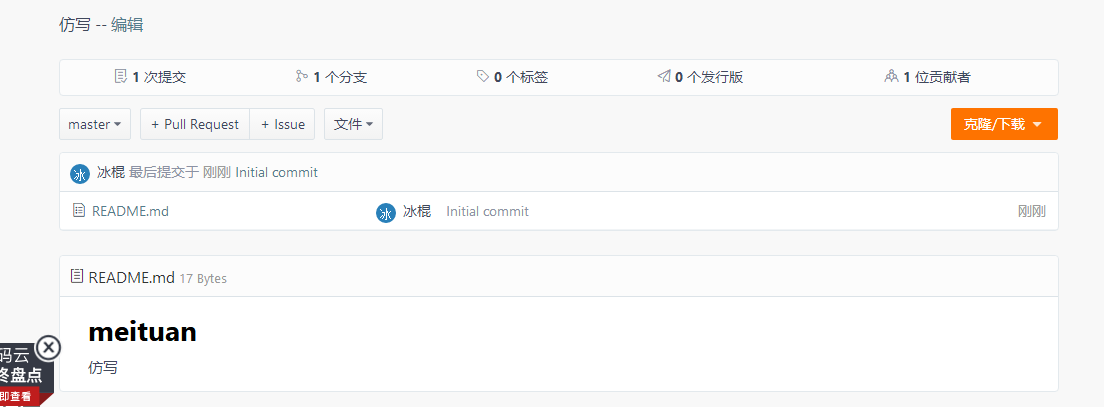 仿写 -- 编辑
1 次提交 1 个分支 0 个标签 0 个发行版 1 位贡献者
master + Pull Request + Issue 文件 克隆/下载
冰 冰棍 最后提交于 刚刚 Initial commit
README.md 冰 冰棍 Initial commit 刚刚
README.md 17 Bytes
meituan
仿写
码云
终盘点
即查看